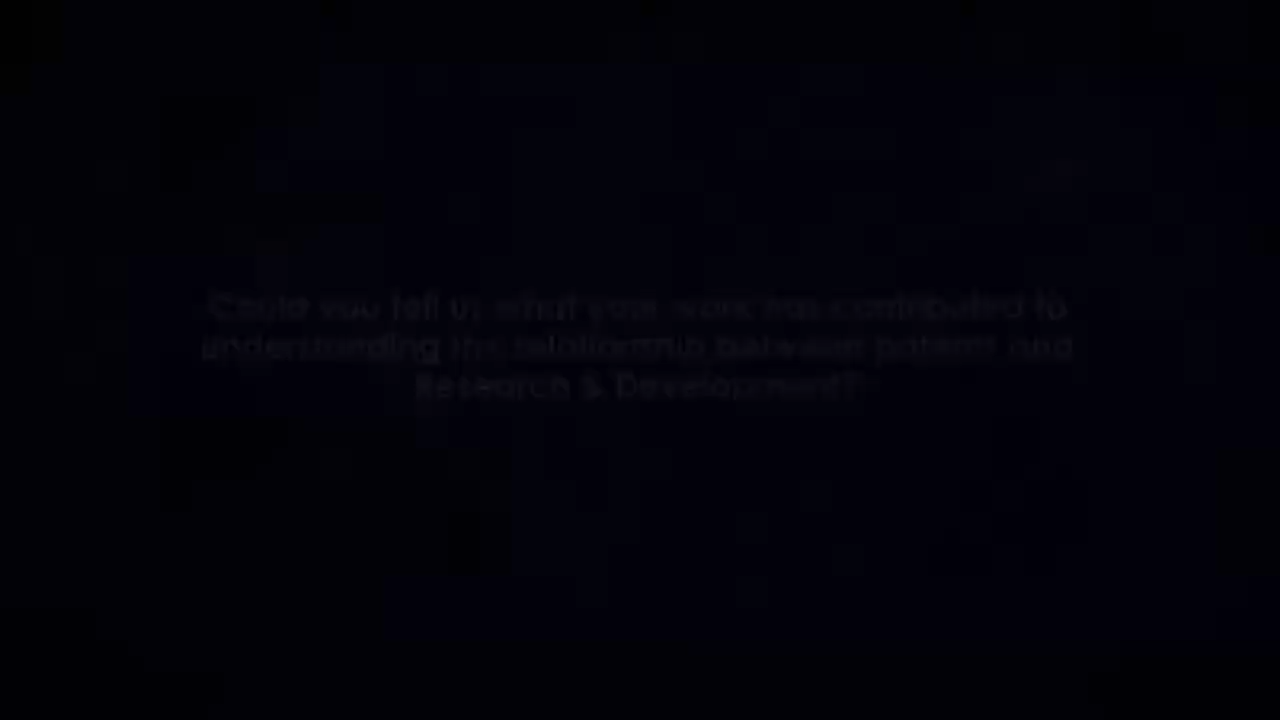 Could you tell us what your work has contributed to
understanding the relationship between patents and
Research & Development?